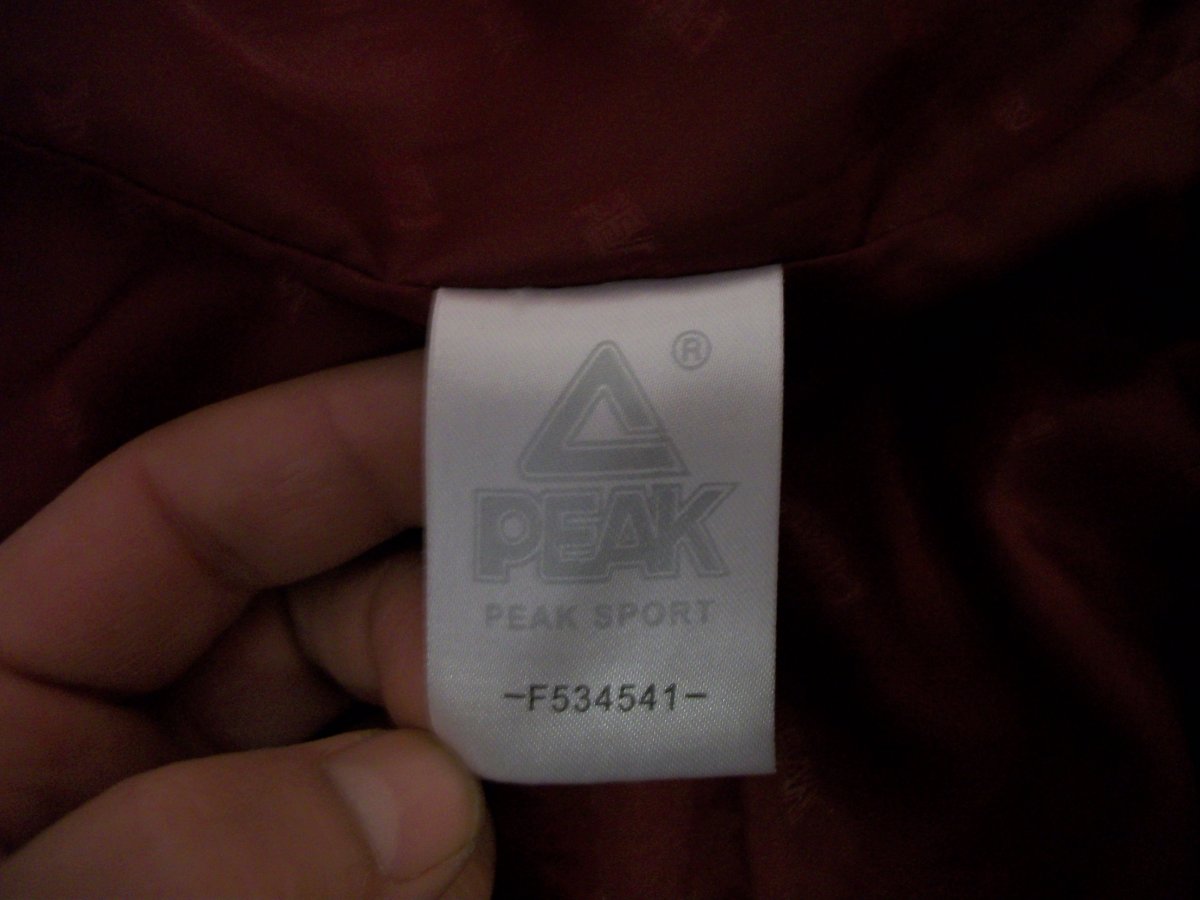 ®
PEAK
PEAK SPORT
-F534541-